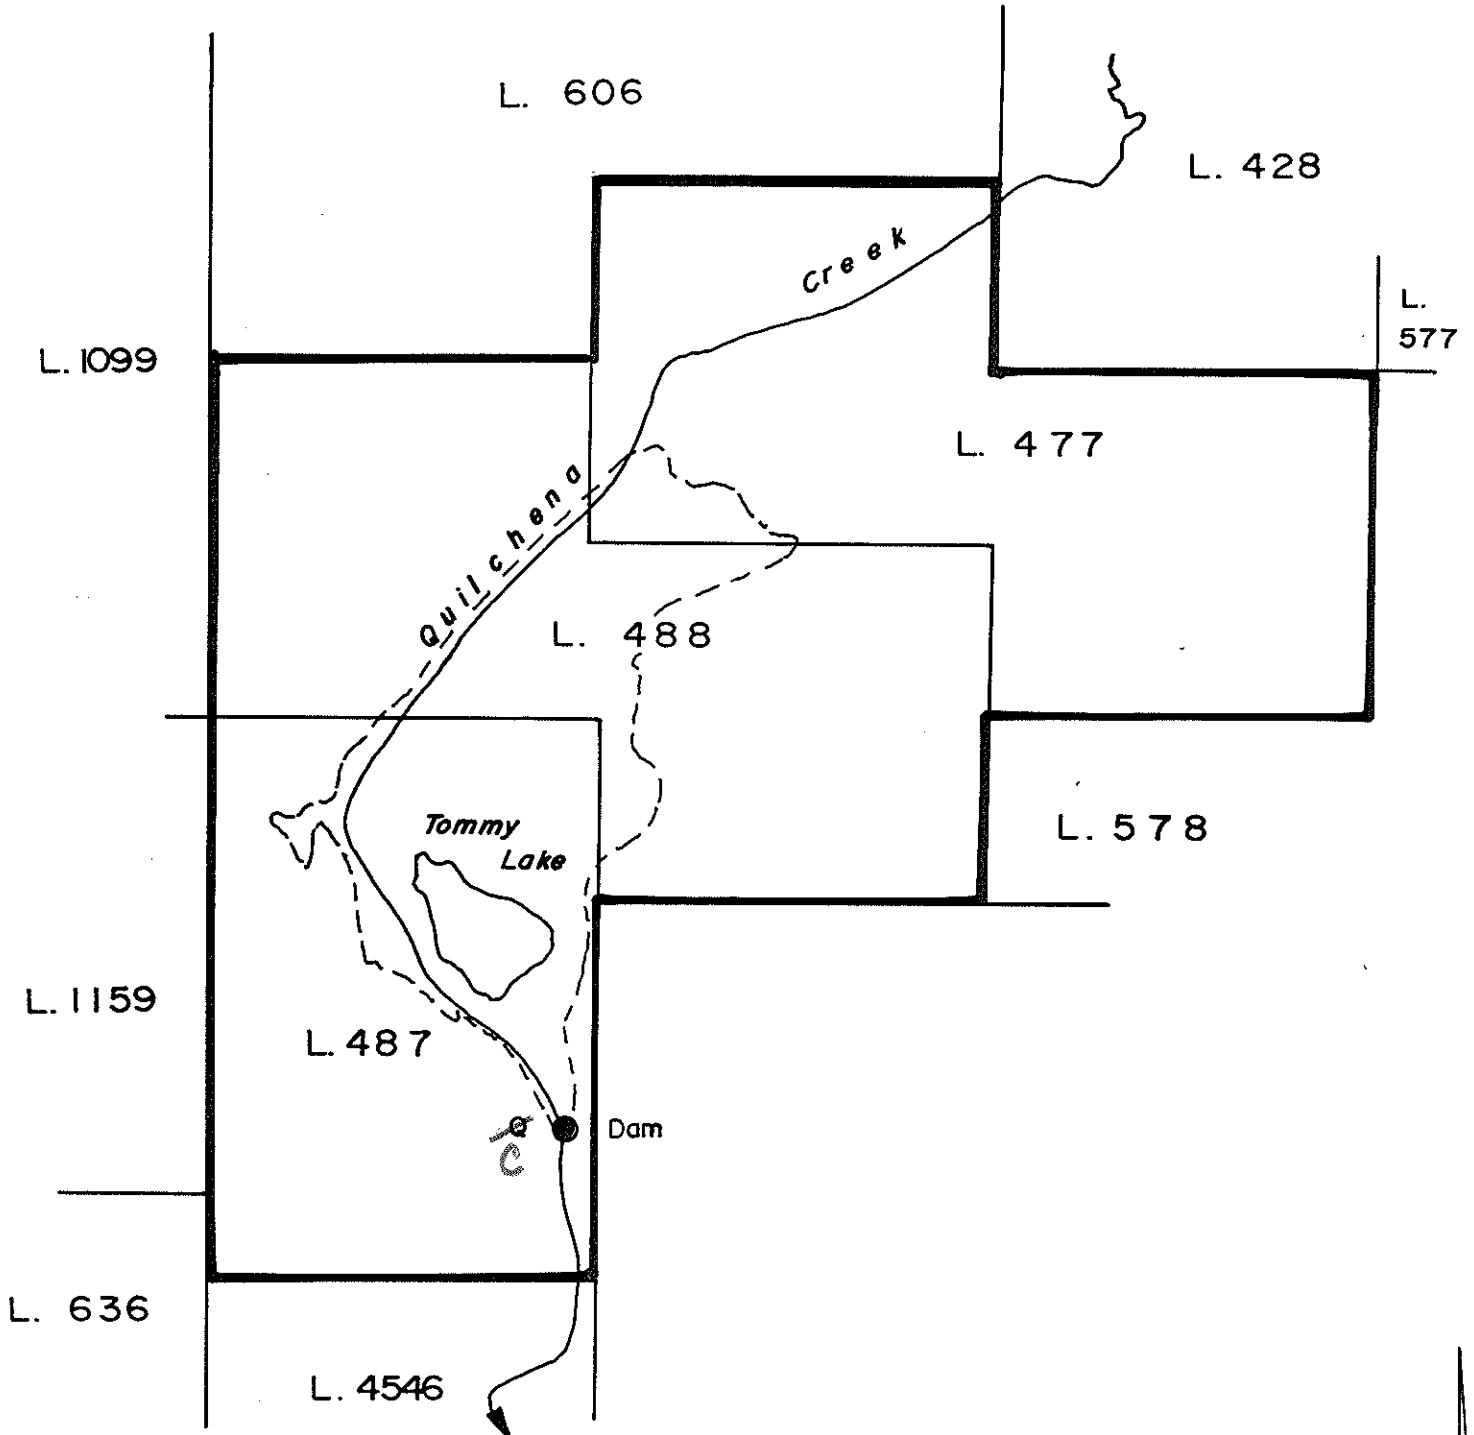 L. 606
L. 428
Creek
L.
577
L. 1099
L. 477
Quilchena
L. 488
Tommy
Lake
L. 578
L. 1159
L. 487
Q
Dam
C
L. 636
L. 4546